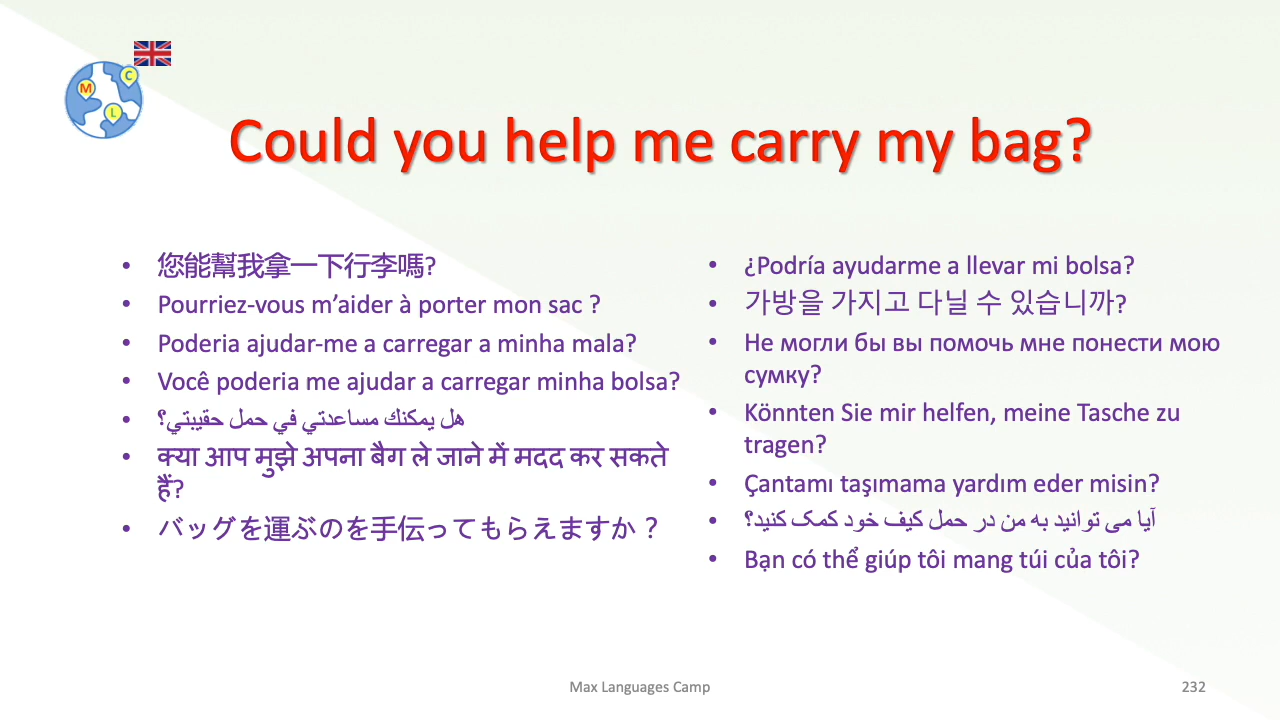 M
C
L
Could you help me carry my bag?
• 您能幫我拿一下行李嗎?
• Pourriez-vous m’aider à porter mon sac ?
• Poderia ajudar-me a carregar a minha mala?
• Você poderia me ajudar a carregar minha bolsa?
• هل يمكنك مساعدتي في حمل حقيبتي؟
• क्या आप मुझे अपना बैग ले जाने में मदद कर सकते
हैं?
• バッグを運ぶのを手伝ってもらえますか？
• ¿Podría ayudarme a llevar mi bolsa?
• 가방을 가지고 다닐 수 있습니까?
• Не могли бы вы помочь мне понести мою
сумку?
• Könnten Sie mir helfen, meine Tasche zu
tragen?
• Çantamı taşımama yardım eder misin?
• آیا می توانید به من در حمل کیف خود کمک کنید؟
• Bạn có thể giúp tôi mang túi của tôi?
Max Languages Camp
232